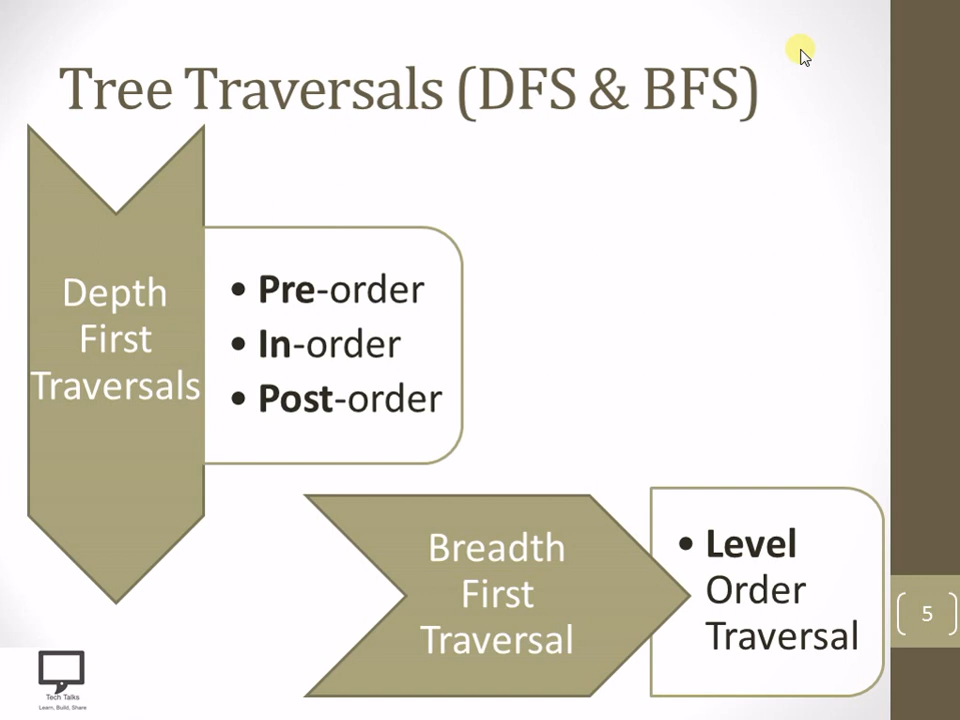 Tree Traversals (DFS & BFS)
Depth
First
Traversals
• Pre-order
• In-order
• Post-order
Breadth
First
Traversal
• Level
Order
Traversal
5
Tech Talks
Learn, Build, Share